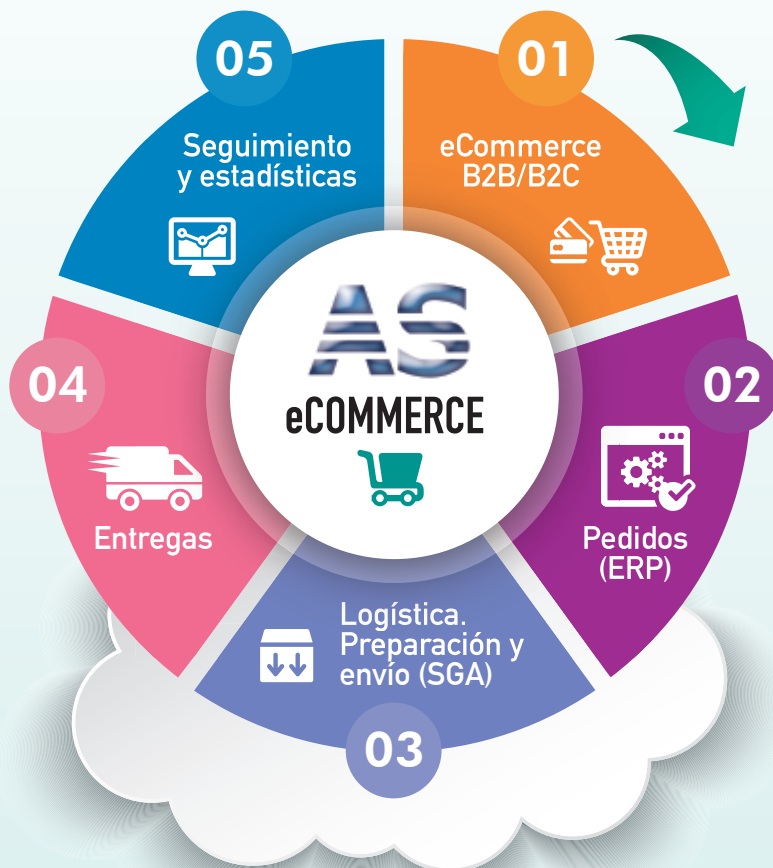 01
eCommerce
B2B/B2C
02
Pedidos
(ERP)
03
Logística.
Preparación y
envío (SGA)
04
Entregas
05
Seguimiento
y estadísticas
AS
eCOMMERCE